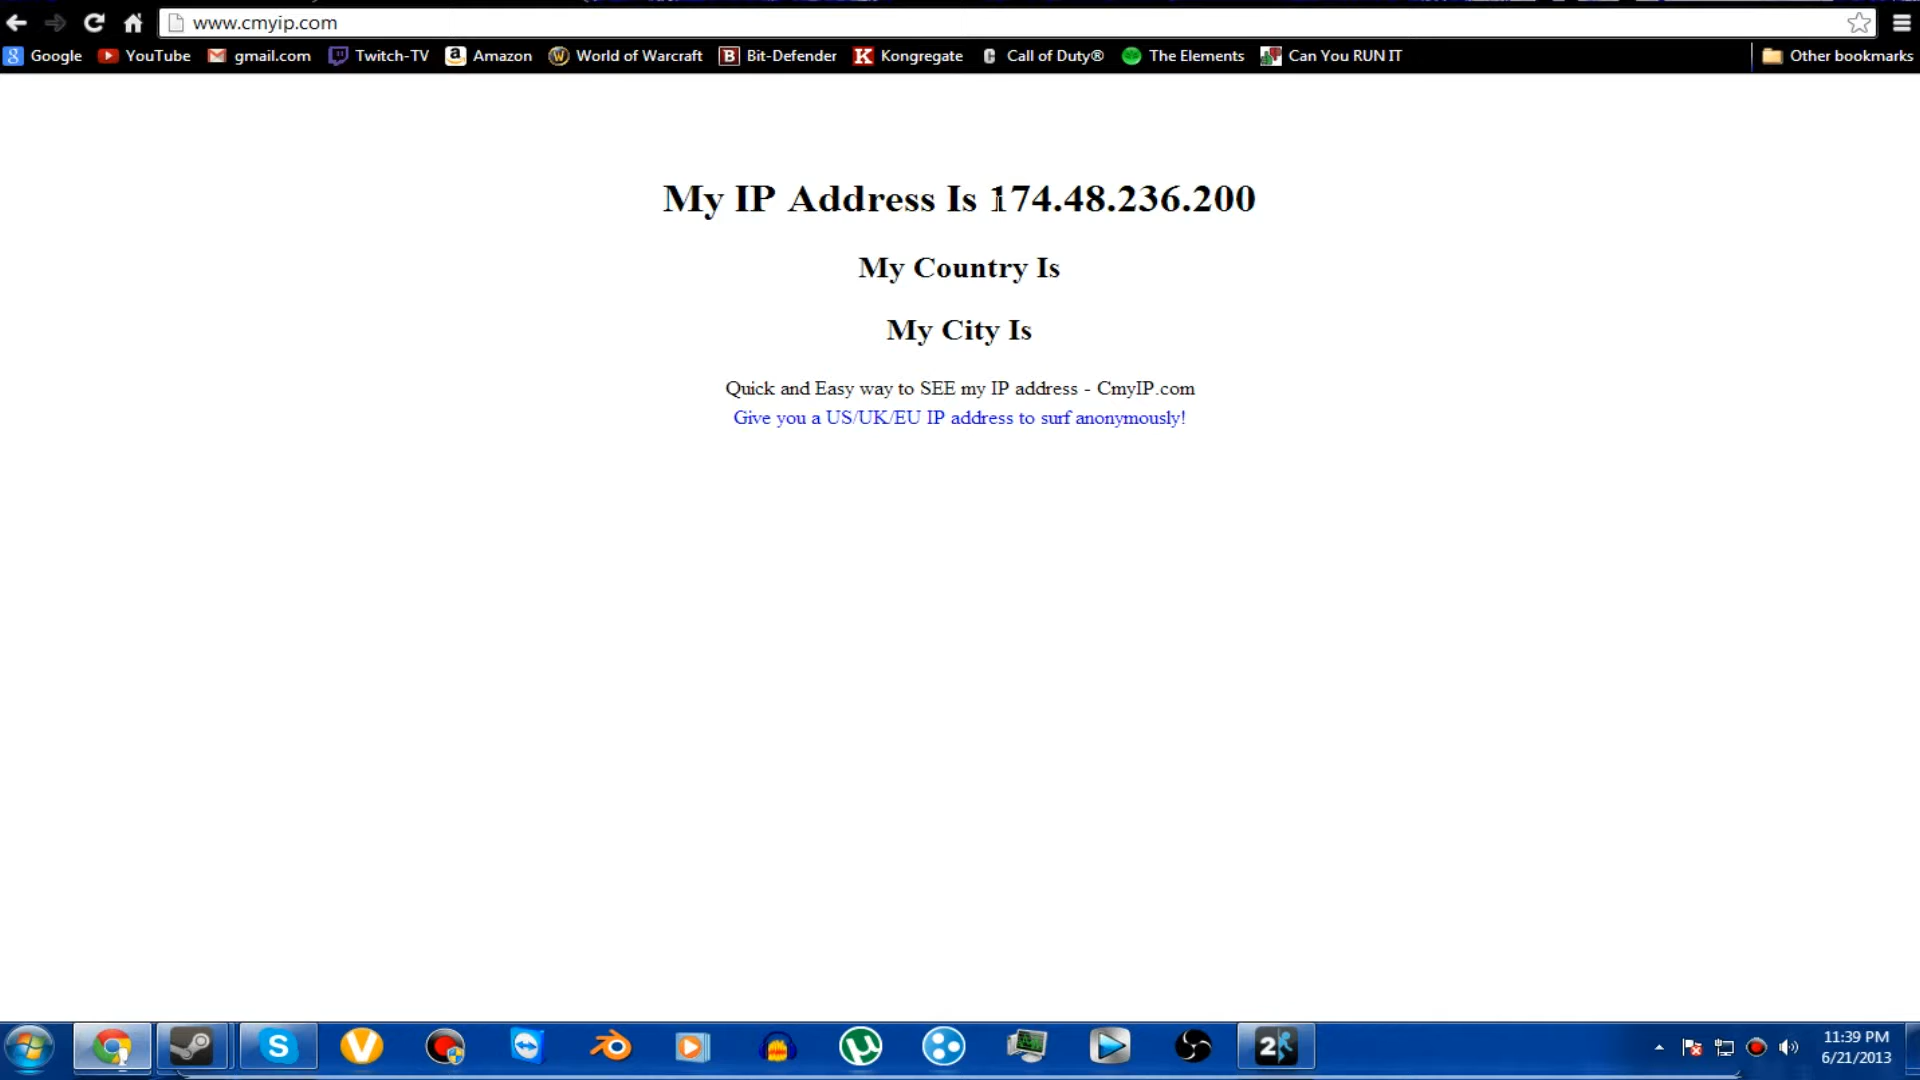 www.cmyip.com
Google YouTube gmail.com Twitch-TV Amazon World of Warcraft Bit-Defender Kongregate Call of Duty® The Elements Can You RUN IT Other bookmarks
My IP Address Is 174.48.236.200
My Country Is
My City Is
Quick and Easy way to SEE my IP address - CmyIP.com
Give you a US/UK/EU IP address to surf anonymously!
11:39 PM
6/21/2013